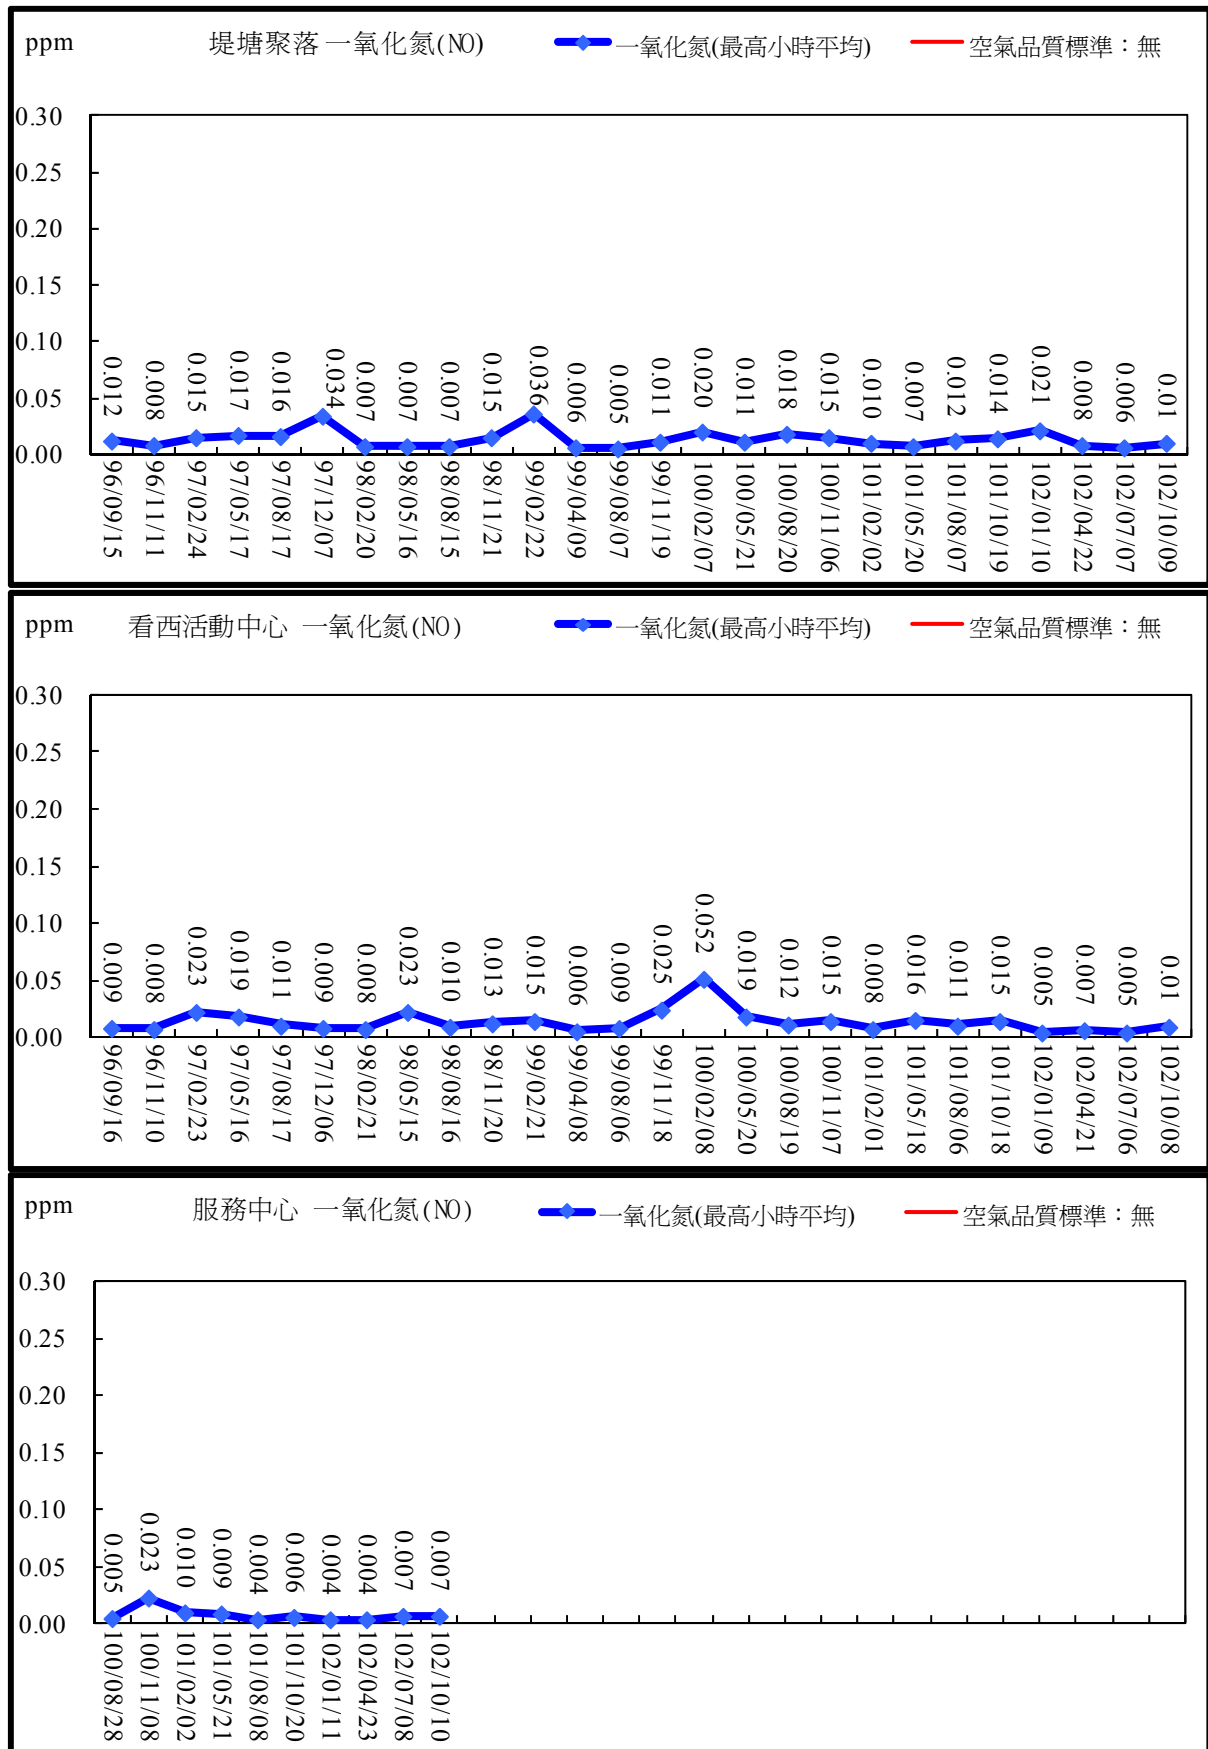 ppm 堤塘聚落 一氧化氮(NO) 一氧化氮(最高小時平均) 空氣品質標準：無
0.30
0.25
0.20
0.15
0.10
0.05
0.00
0.012 0.008 0.015 0.017 0.016 0.034 0.007 0.007 0.007 0.015 0.036 0.006 0.005 0.011 0.020 0.011 0.018 0.015 0.010 0.007 0.012 0.014 0.021 0.008 0.006 0.01
96/09/15 96/11/11 97/02/24 97/05/17 97/08/17 97/12/07 98/02/20 98/05/16 98/08/15 98/11/21 99/02/22 99/04/09 99/08/07 99/11/19 100/02/07 100/05/21 100/08/20 100/11/06 101/02/02 101/05/20 101/08/07 101/10/19 102/01/10 102/04/22 102/07/07 102/10/09
ppm 看西活動中心 一氧化氮(NO) 一氧化氮(最高小時平均) 空氣品質標準：無
0.30
0.25
0.20
0.15
0.10
0.05
0.00
0.009 0.008 0.023 0.019 0.011 0.009 0.008 0.023 0.010 0.013 0.015 0.006 0.009 0.025 0.052 0.019 0.012 0.015 0.008 0.016 0.011 0.015 0.005 0.007 0.005 0.01
96/09/16 96/11/10 97/02/23 97/05/16 97/08/17 97/12/06 98/02/21 98/05/15 98/08/16 98/11/20 99/02/21 99/04/08 99/08/06 99/11/18 100/02/08 100/05/20 100/08/19 100/11/07 101/02/01 101/05/18 101/08/06 101/10/18 102/01/09 102/04/21 102/07/06 102/10/08
ppm 服務中心 一氧化氮(NO) 一氧化氮(最高小時平均) 空氣品質標準：無
0.30
0.25
0.20
0.15
0.10
0.05
0.00
0.005 0.023 0.010 0.009 0.004 0.006 0.004 0.004 0.007 0.007
100/08/28 100/11/08 101/02/02 101/05/21 101/08/08 101/10/20 102/01/11 102/04/23 102/07/08 102/10/10